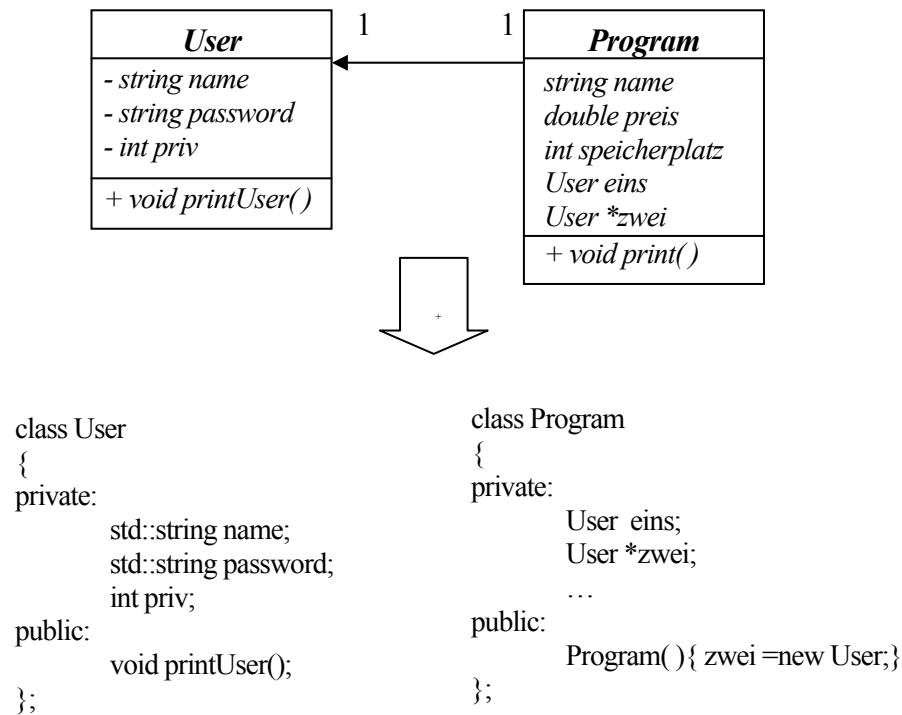 User
- string name
- string password
- int priv
+ void printUser( )
1
1
Program
string name
double preis
int speicherplatz
User eins
User *zwei
+ void print( )
+
class User
{
private:
std::string name;
std::string password;
int priv;
public:
void printUser();
};
class Program
{
private:
User eins;
User *zwei;
…
public:
Program( ){ zwei =new User;}
};